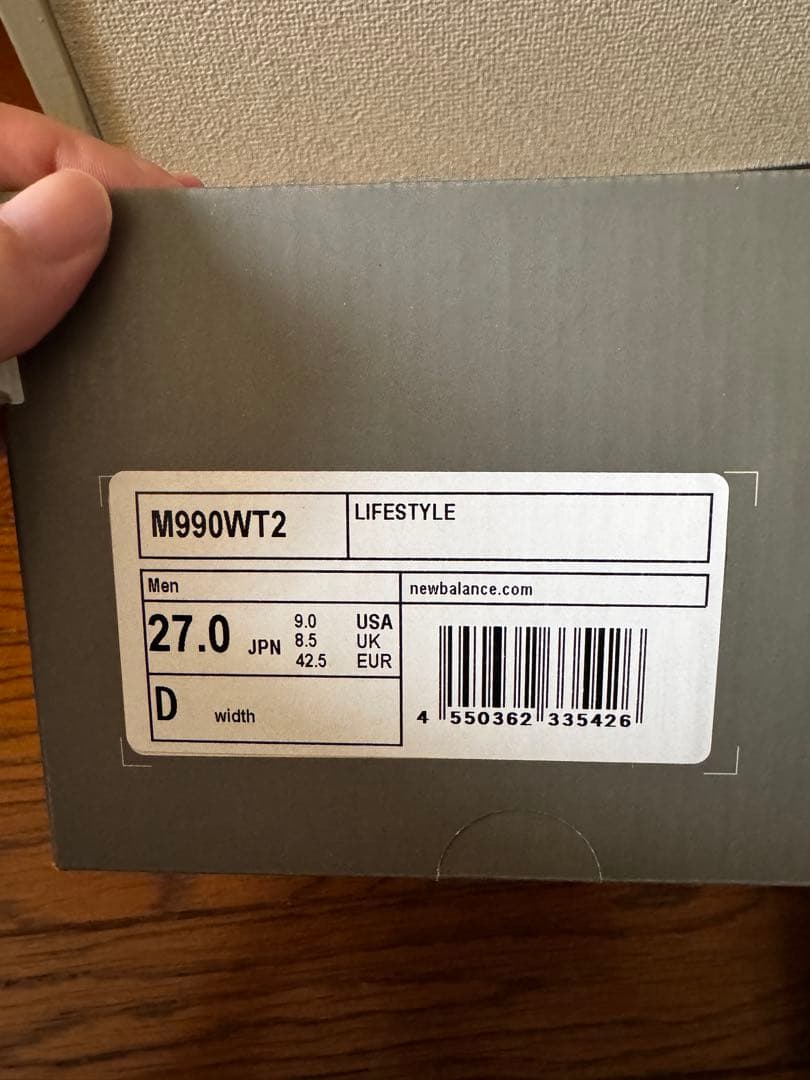 M990WT2
LIFESTYLE
Men
newbalance.com
27.0 JPN
9.0 USA
8.5 UK
42.5 EUR
D width
4 550362 335426